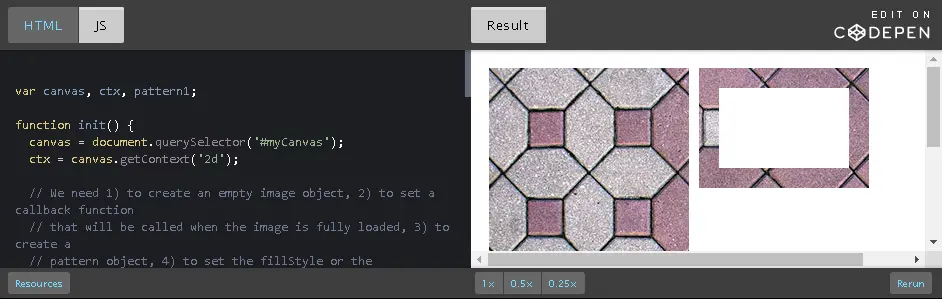 HTML
JS
Result
EDIT ON
CODEPEN
var canvas, ctx, pattern1;
function init() {
canvas = document.querySelector('#myCanvas');
ctx = canvas.getContext('2d');
// We need 1) to create an empty image object, 2) to set a
callback function
// that will be called when the image is fully loaded, 3) to
create a
// pattern object, 4) to set the fillStyle or the
Resources
1×
0.5×
0.25×
Rerun